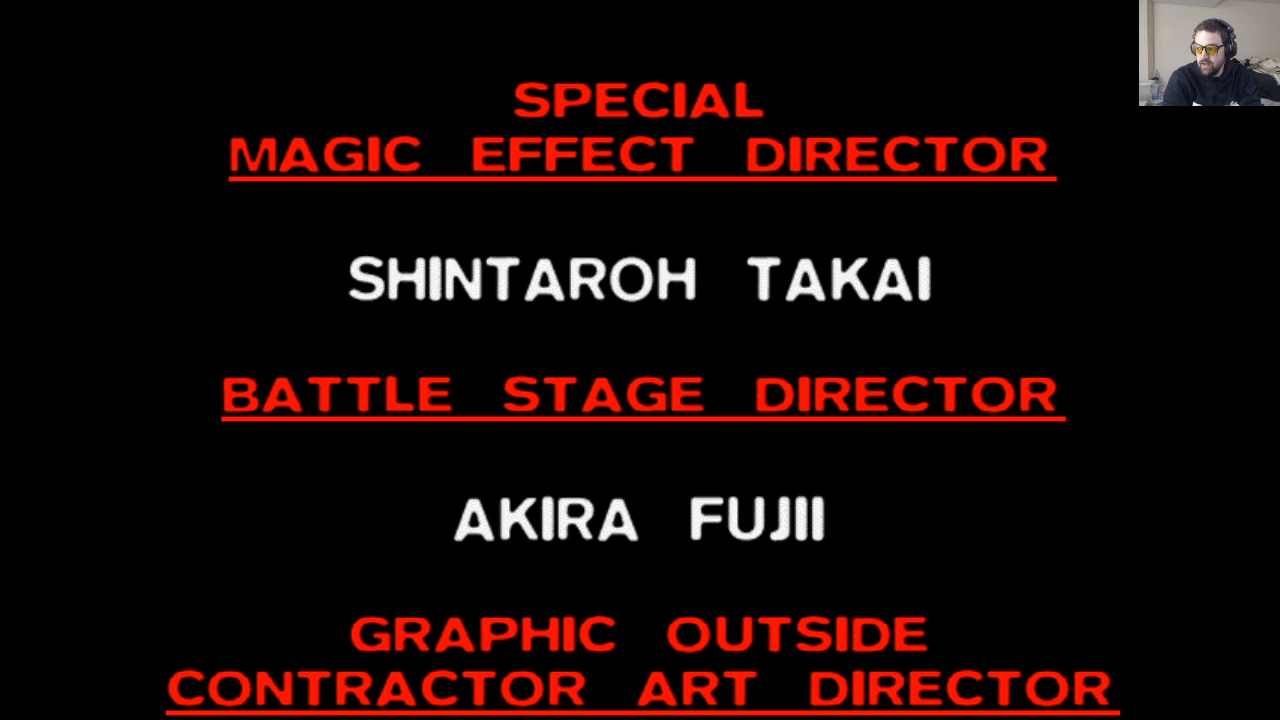 SPECIAL
MAGIC EFFECT DIRECTOR
SHINTAROH TAKAI
BATTLE STAGE DIRECTOR
AKIRA FUJII
GRAPHIC OUTSIDE
CONTRACTOR ART DIRECTOR